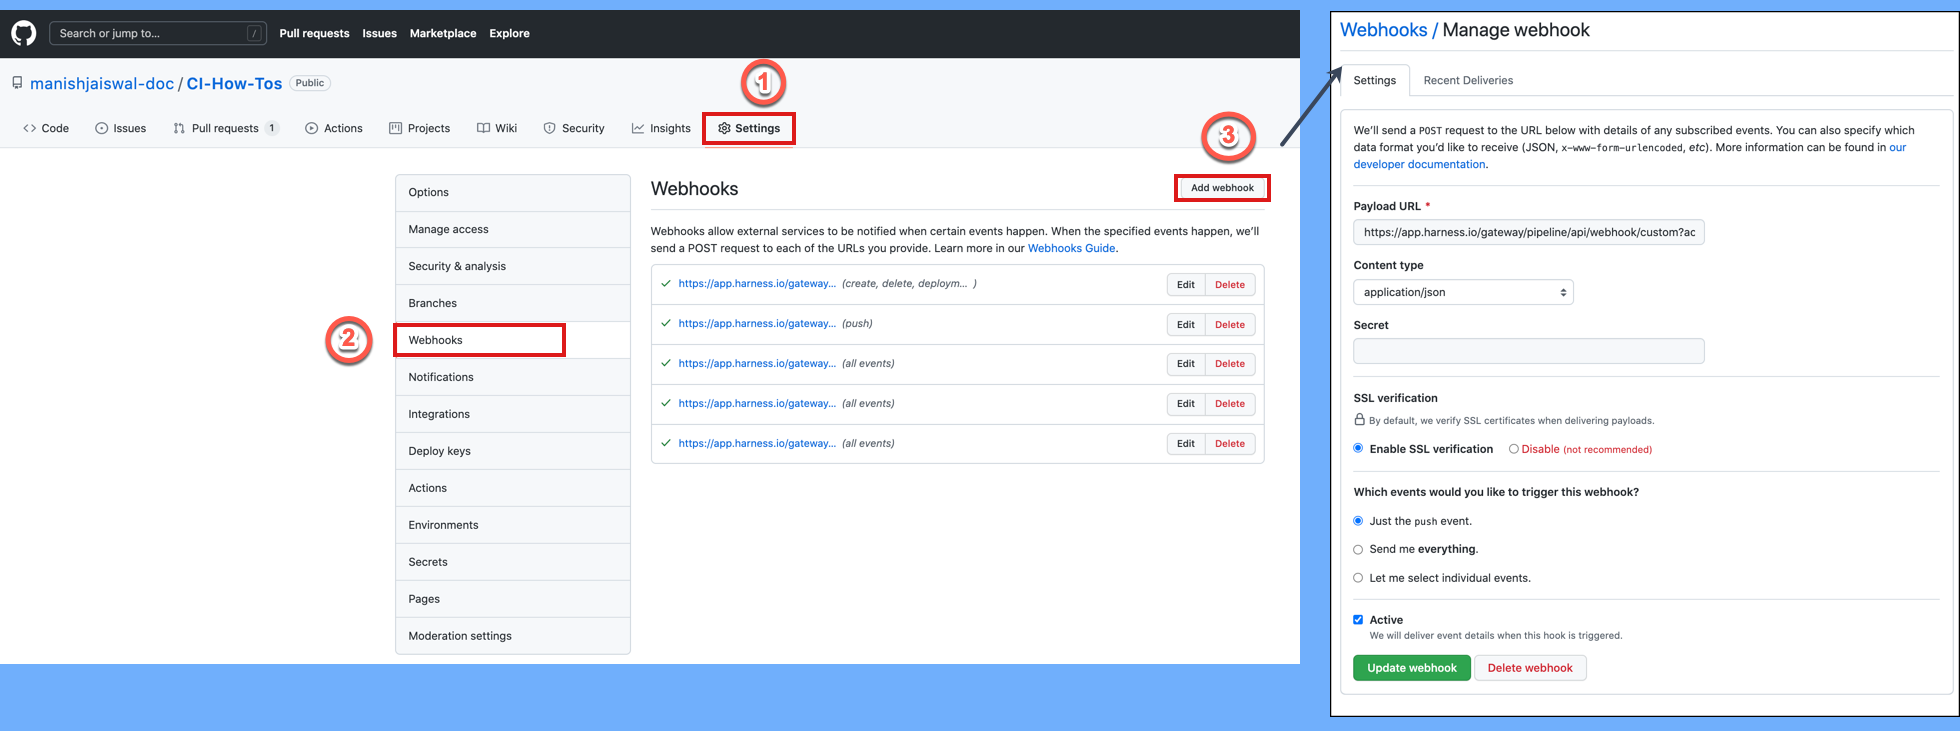 Search or jump to... /
Pull requests Issues Marketplace Explore
manishjaiswal-doc / CI-How-Tos Public
1
Code Issues Pull requests 1 Actions Projects Wiki Security Insights Settings
3
Options
Manage access
Security & analysis
Branches
2
Webhooks
Notifications
Integrations
Deploy keys
Actions
Environments
Secrets
Pages
Moderation settings
Webhooks
Add webhook
Webhooks allow external services to be notified when certain events happen. When the specified events happen, we'll
send a POST request to each of the URLs you provide. Learn more in our Webhooks Guide.
https://app.harness.io/gateway... (create, delete, deploym... ) Edit Delete
https://app.harness.io/gateway... (push) Edit Delete
https://app.harness.io/gateway... (all events) Edit Delete
https://app.harness.io/gateway... (all events) Edit Delete
https://app.harness.io/gateway... (all events) Edit Delete
Webhooks / Manage webhook
Settings Recent Deliveries
We'll send a POST request to the URL below with details of any subscribed events. You can also specify which
data format you'd like to receive (JSON, x-www-form-urlencoded, etc). More information can be found in our
developer documentation.
Payload URL *
https://app.harness.io/gateway/pipeline/api/webhook/custom?ac
Content type
application/json
Secret
SSL verification
By default, we verify SSL certificates when delivering payloads.
Enable SSL verification Disable (not recommended)
Which events would you like to trigger this webhook?
Just the push event.
Send me everything.
Let me select individual events.
Active
We will deliver event details when this hook is triggered.
Update webhook Delete webhook